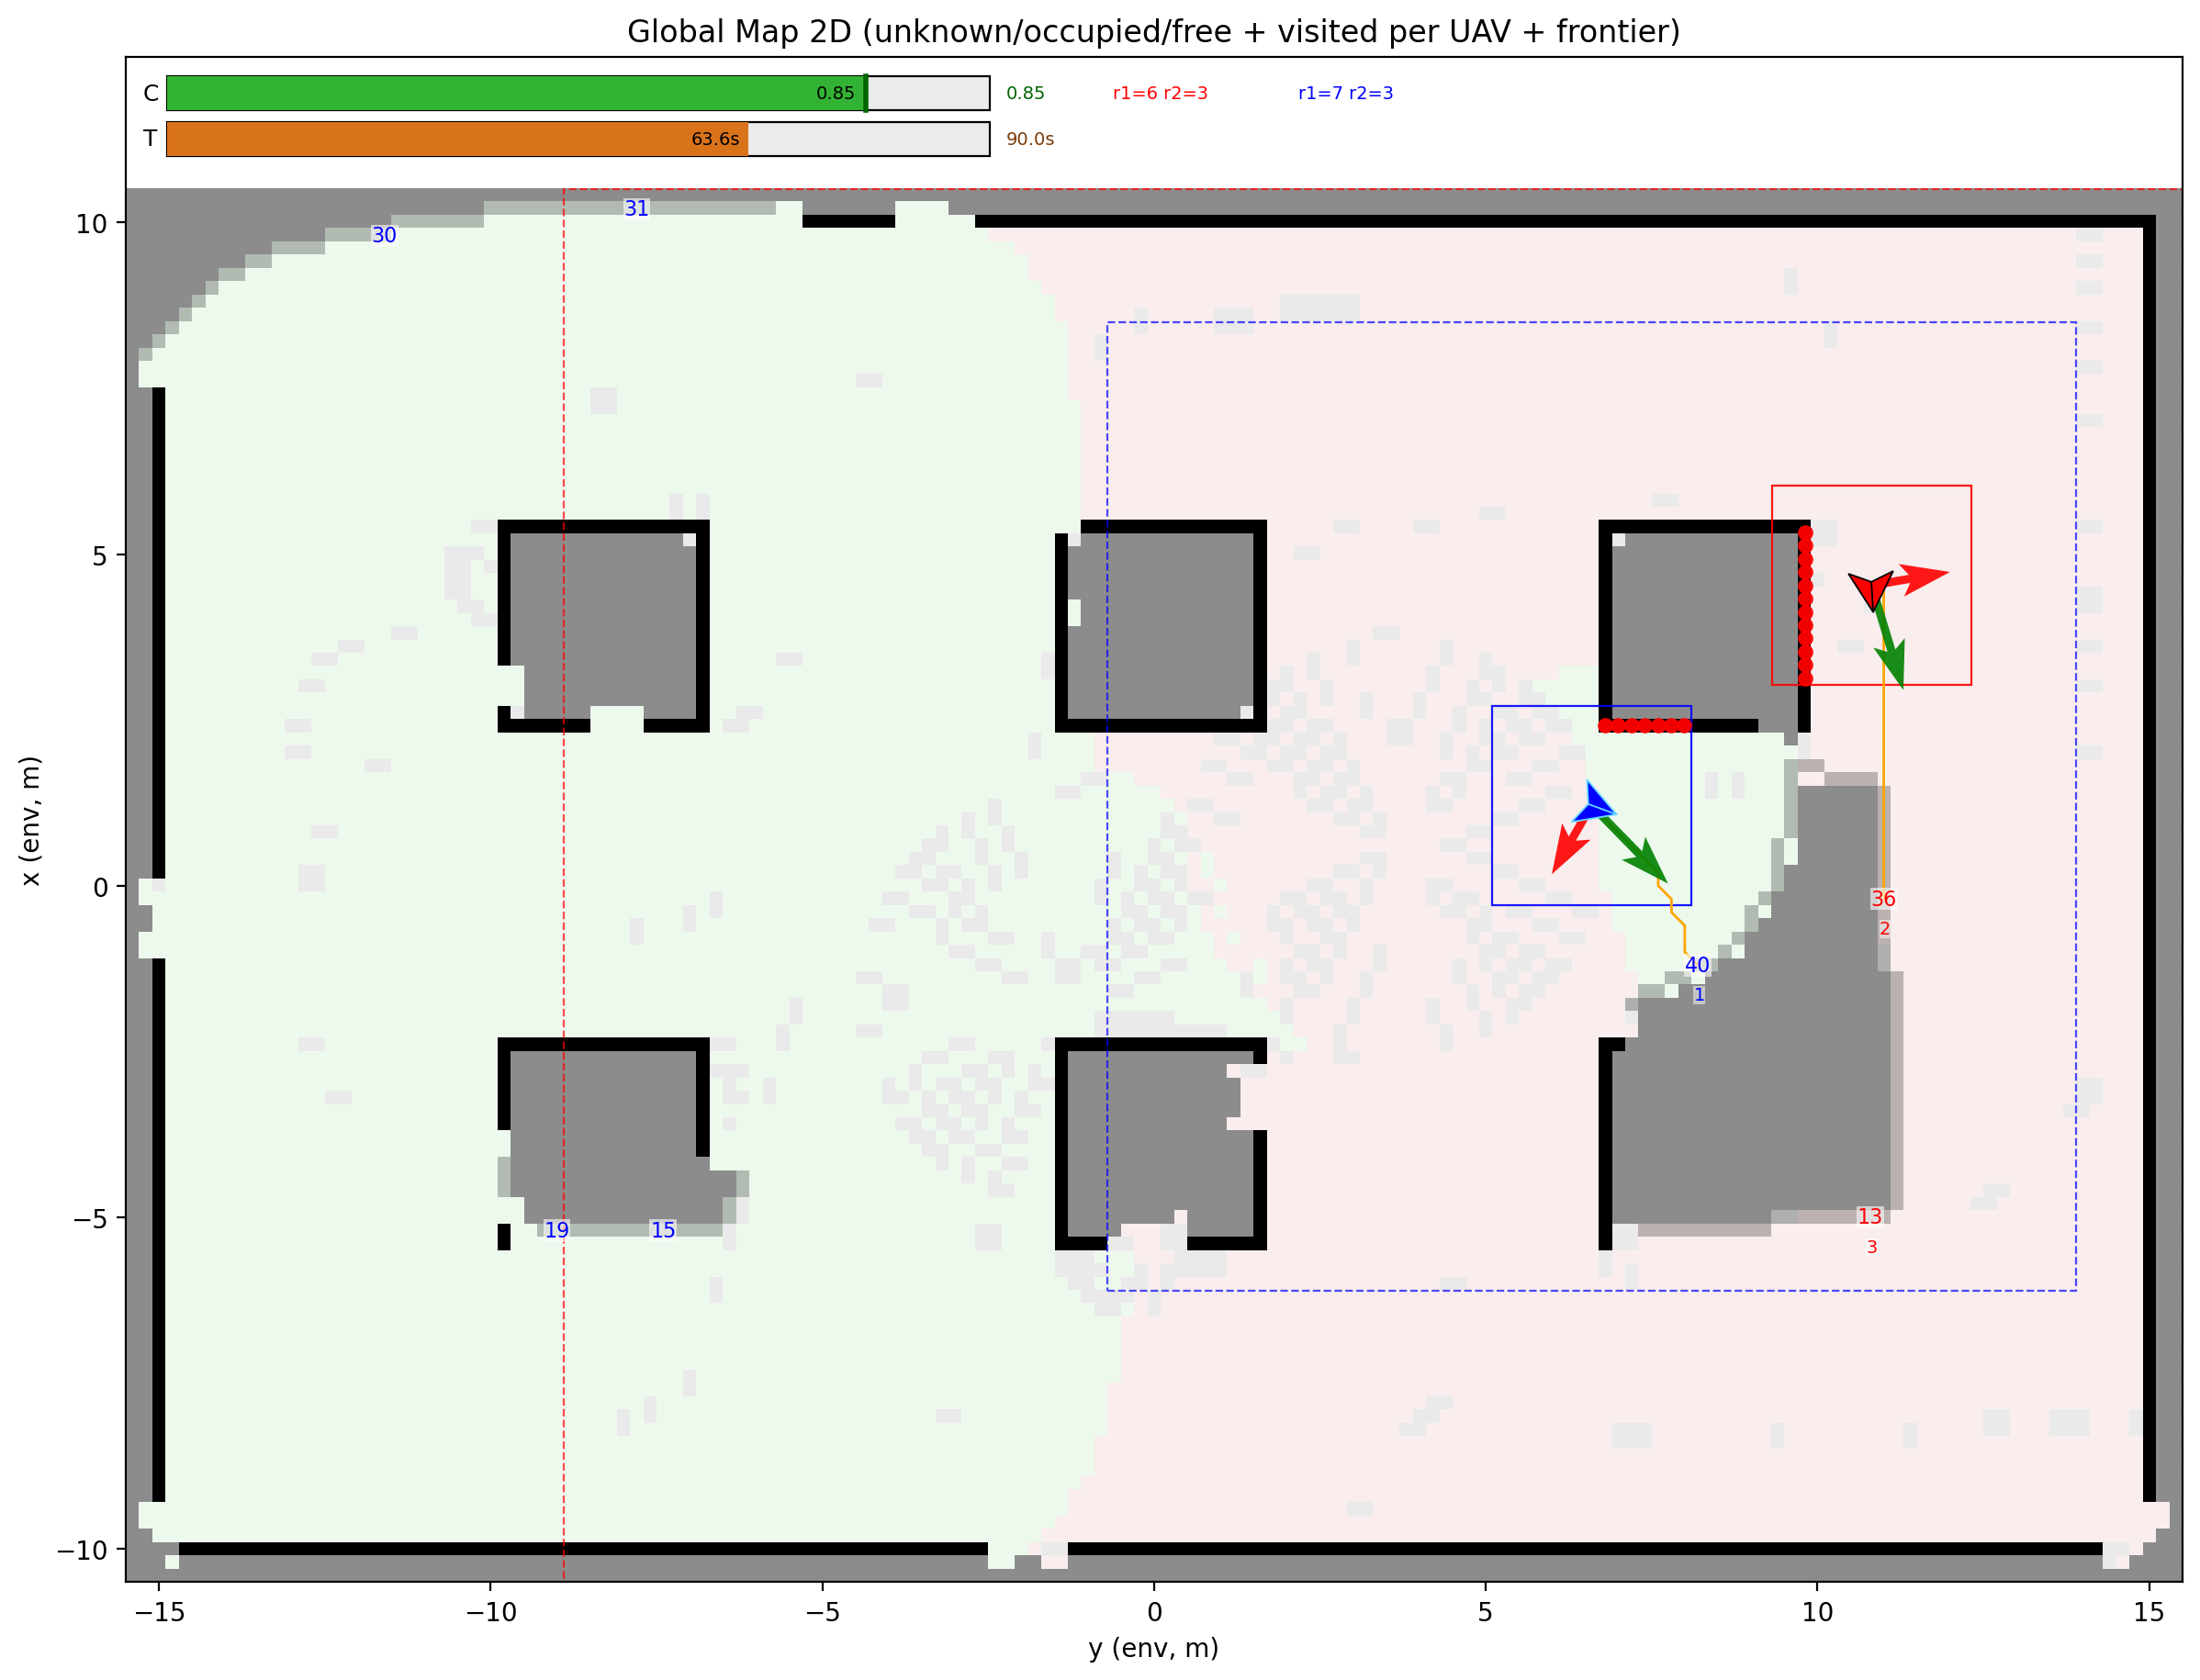 Global Map 2D (unknown/occupied/free + visited per UAV + frontier)
C 0.85 0.85 r1=6 r2=3 r1=7 r2=3
T 63.6s 90.0s
10
31
30
5
0
36
2
40
1
−5
19 15 13
3
−10
−15 −10 −5 0 5 10 15
x (env, m)
y (env, m)